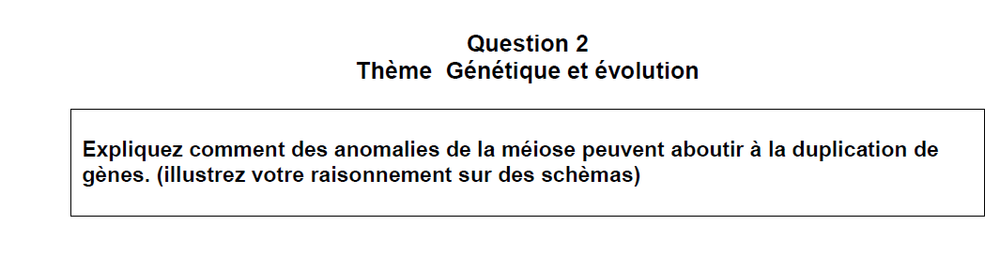 Question 2
Thème Génétique et évolution
Expliquez comment des anomalies de la méiose peuvent aboutir à la duplication de
gènes. (illustrez votre raisonnement sur des schèmas)